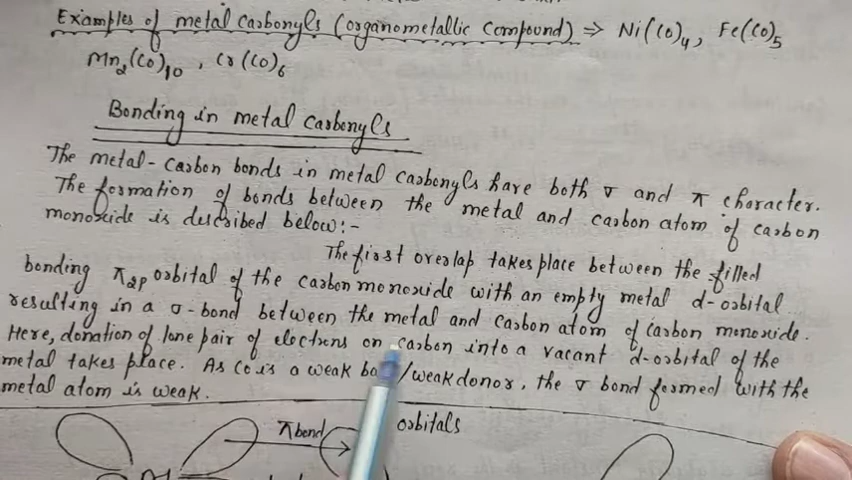 Examples of metal carbonyls (organometallic compound) ⇒ Ni(CO)4, Fe(CO)5
Mn2(CO)10, Cr(CO)6
Bonding in metal carbonyls
The metal-carbon bonds in metal carbonyls have both σ and π character.
The formation of bonds between the metal and carbon atom of carbon
monoxide is described below:-
The first overlap takes place between the filled
bonding π2p orbital of the carbon monoxide with an empty metal d-orbital
resulting in a σ-bond between the metal and carbon atom of carbon monoxide.
Here, donation of lone pair of electrons on carbon into a vacant d-orbital of the
metal takes place. As CO is a weak /weak donor, the σ bond formed with the
metal atom is weak.
π bond orbitals